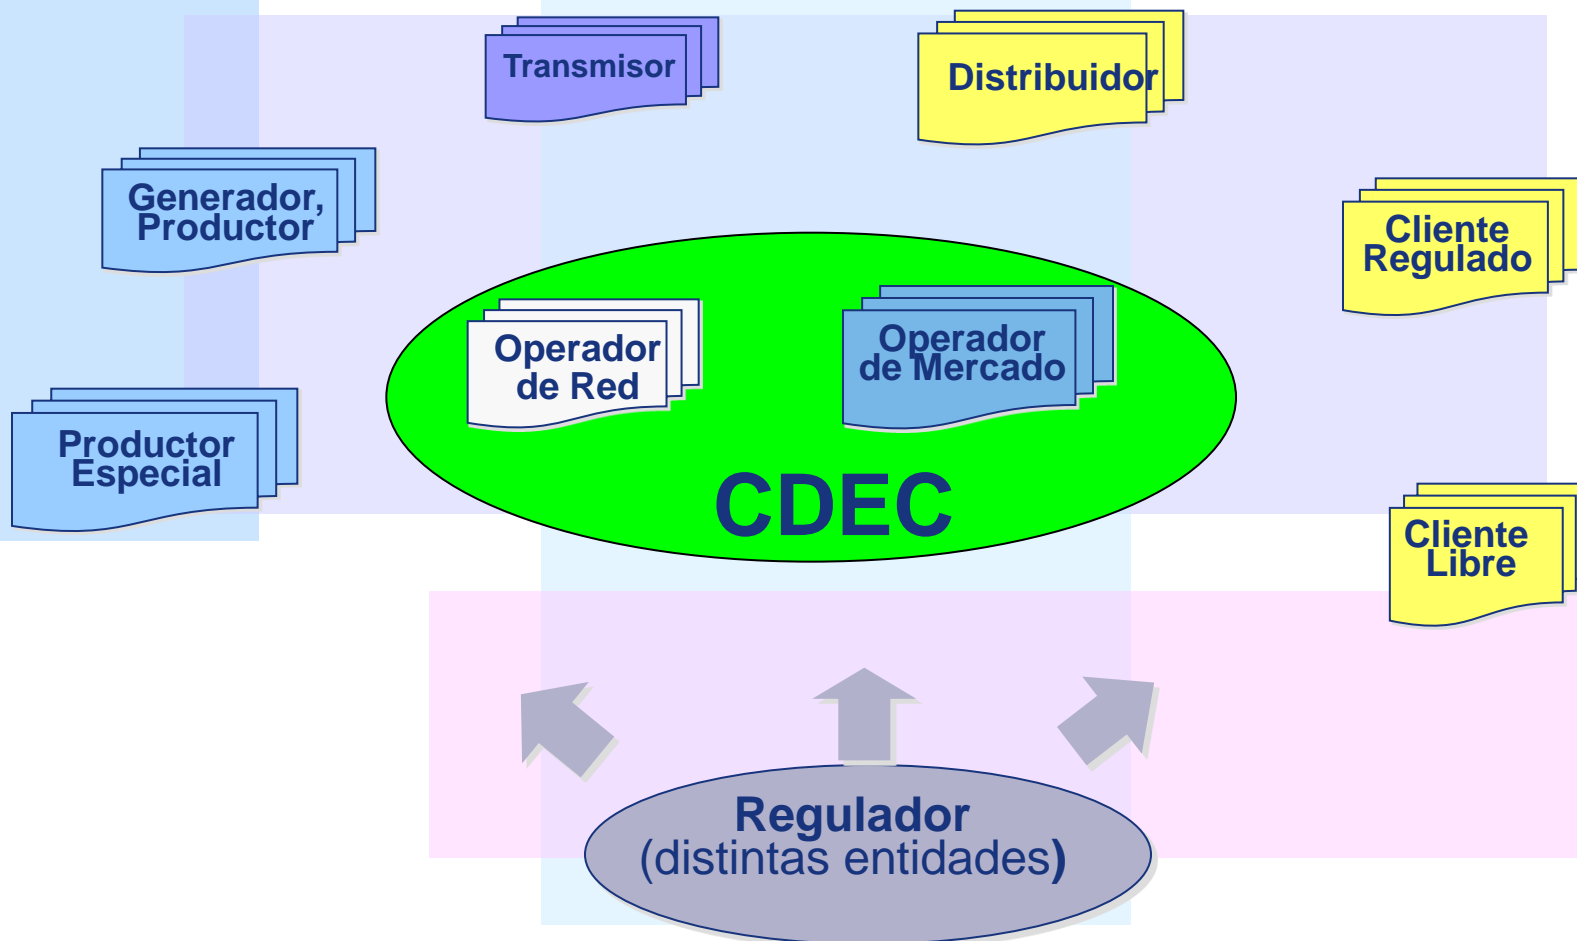 Transmisor
Distribuidor
Generador,
Productor
Cliente
Regulado
Operador
de Red
Operador
de Mercado
Productor
Especial
CDEC
Cliente
Libre
Regulador
(distintas entidades)